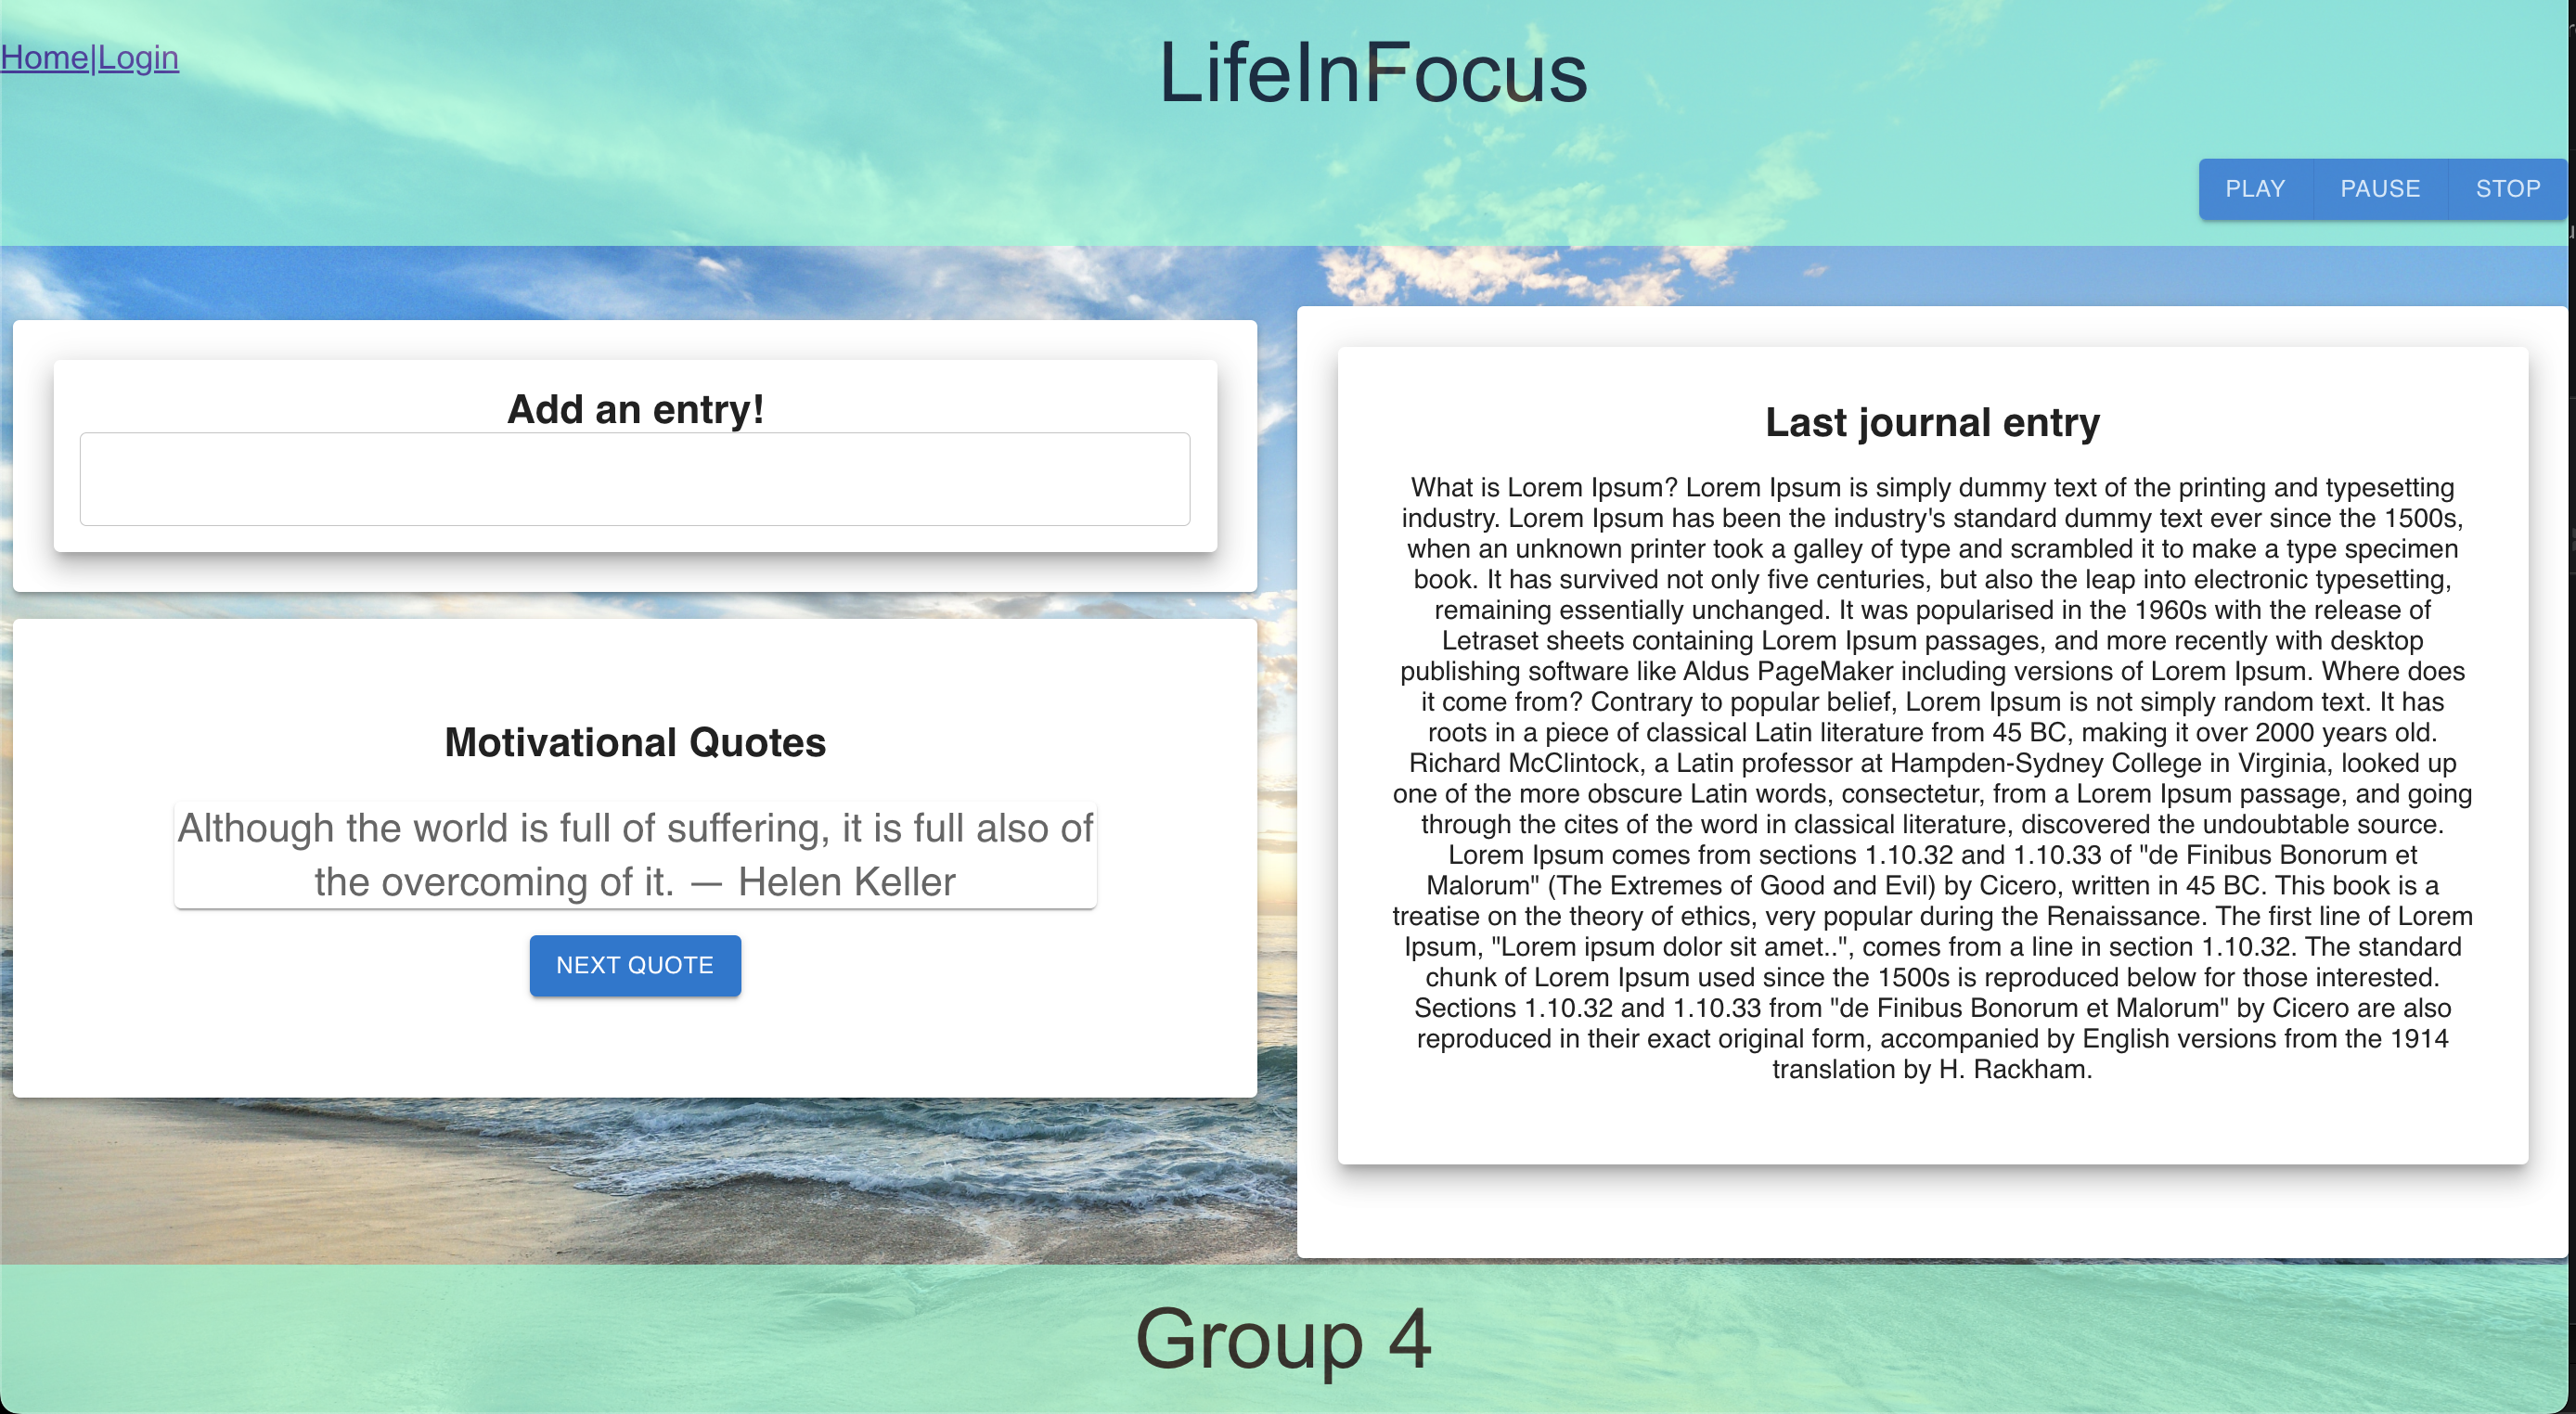 Home|Login
LifeInFocus
PLAY PAUSE STOP
Add an entry!
Motivational Quotes
Although the world is full of suffering, it is full also of
the overcoming of it. — Helen Keller
NEXT QUOTE
Last journal entry
What is Lorem Ipsum? Lorem Ipsum is simply dummy text of the printing and typesetting
industry. Lorem Ipsum has been the industry's standard dummy text ever since the 1500s,
when an unknown printer took a galley of type and scrambled it to make a type specimen
book. It has survived not only five centuries, but also the leap into electronic typesetting,
remaining essentially unchanged. It was popularised in the 1960s with the release of
Letraset sheets containing Lorem Ipsum passages, and more recently with desktop
publishing software like Aldus PageMaker including versions of Lorem Ipsum. Where does
it come from? Contrary to popular belief, Lorem Ipsum is not simply random text. It has
roots in a piece of classical Latin literature from 45 BC, making it over 2000 years old.
Richard McClintock, a Latin professor at Hampden-Sydney College in Virginia, looked up
one of the more obscure Latin words, consectetur, from a Lorem Ipsum passage, and going
through the cites of the word in classical literature, discovered the undoubtable source.
Lorem Ipsum comes from sections 1.10.32 and 1.10.33 of "de Finibus Bonorum et
Malorum" (The Extremes of Good and Evil) by Cicero, written in 45 BC. This book is a
treatise on the theory of ethics, very popular during the Renaissance. The first line of Lorem
Ipsum, "Lorem ipsum dolor sit amet..", comes from a line in section 1.10.32. The standard
chunk of Lorem Ipsum used since the 1500s is reproduced below for those interested.
Sections 1.10.32 and 1.10.33 from "de Finibus Bonorum et Malorum" by Cicero are also
reproduced in their exact original form, accompanied by English versions from the 1914
translation by H. Rackham.
Group 4